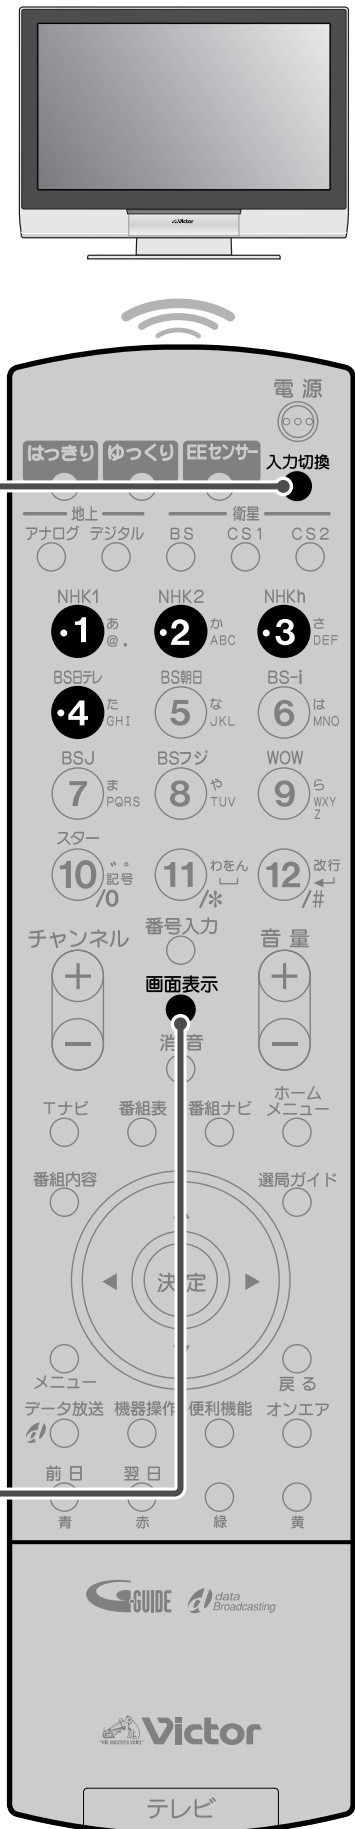 Victor
電源
はっきり ゆっくり EEセンサー 入力切換
地上 衛星
アナログ デジタル BS CS1 CS2
NHK1 NHK2 NHKh
・1 あ @. ・2 か ABC ・3 さ DEF
BS日テレ BS朝日 BS-i
・4 た GHI 5 な JKL 6 は MNO
BSJ BSフジ WOW
7 ま PQRS 8 や TUV 9 ら WXYZ
スター
10 ゛゜記号 /0 11 わをん /* 12 改行 /#
チャンネル 番号入力 音量
+ +
画面表示
- -
消音
Tナビ 番組表 番組ナビ ホームメニュー
番組内容 選局ガイド
決定
メニュー 戻る
データ放送 機器操作 便利機能 オンエア
d
前日 翌日
青 赤 緑 黄
G-GUIDE d data Broadcasting
"HIS MASTER'S VOICE" Victor
テレビ